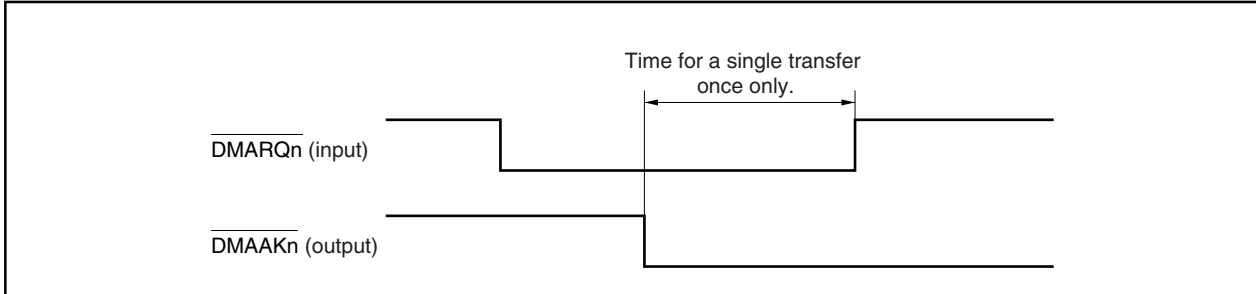 Time for a single transfer
once only.
DMARQn (input)
DMAAKn (output)